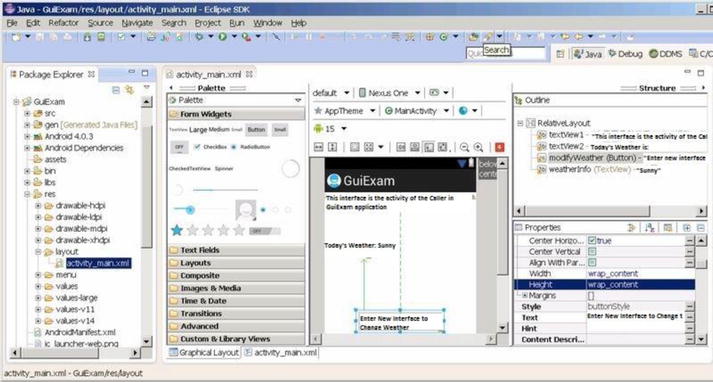 Java - GuiExam/res/layout/activity_main.xml - Eclipse SDK
File Edit Refactor Source Navigate Search Project Run Window Help
Search
Java Debug DDMS
Package Explorer
GuiExam
src
gen [Generated Java Files]
Android 4.0.3
Android Dependencies
assets
bin
libs
res
drawable-hdpi
drawable-ldpi
drawable-mdpi
drawable-xhdpi
layout
activity_main.xml
menu
values
values-large
values-v11
values-v14
AndroidManifest.xml
ic_launcher-web.png
activity_main.xml
Palette
Palette
Form Widgets
TextView Large Medium Small Button Small
OFF CheckBox RadioButton
CheckedTextView Spinner
OFF
Text Fields
Layouts
Composite
Images & Media
Time & Date
Transitions
Advanced
Custom & Library Views
Graphical Layout activity_main.xml
default Nexus One
AppTheme MainActivity
15
GuiExam
This interface is the activity of the Caller in
GuiExam application
Today's Weather: Sunny
Enter New Interface to
Change Weather
Structure
Outline
RelativeLayout
textView1 - "This interface is the activity of the Cal
textView2 - Today's Weather is:
modifyWeather (Button) - "Enter new interface
weatherInfo (TextView) - "Sunny"
Properties
Center Horizo... true
Center Vertical
Align With Par...
Width wrap_content
Height wrap_content
Margins []
Style buttonStyle
Text Enter New Interface to Change t
Hint
Content Descri...
activity_main.xml - GuiExam/res/layout